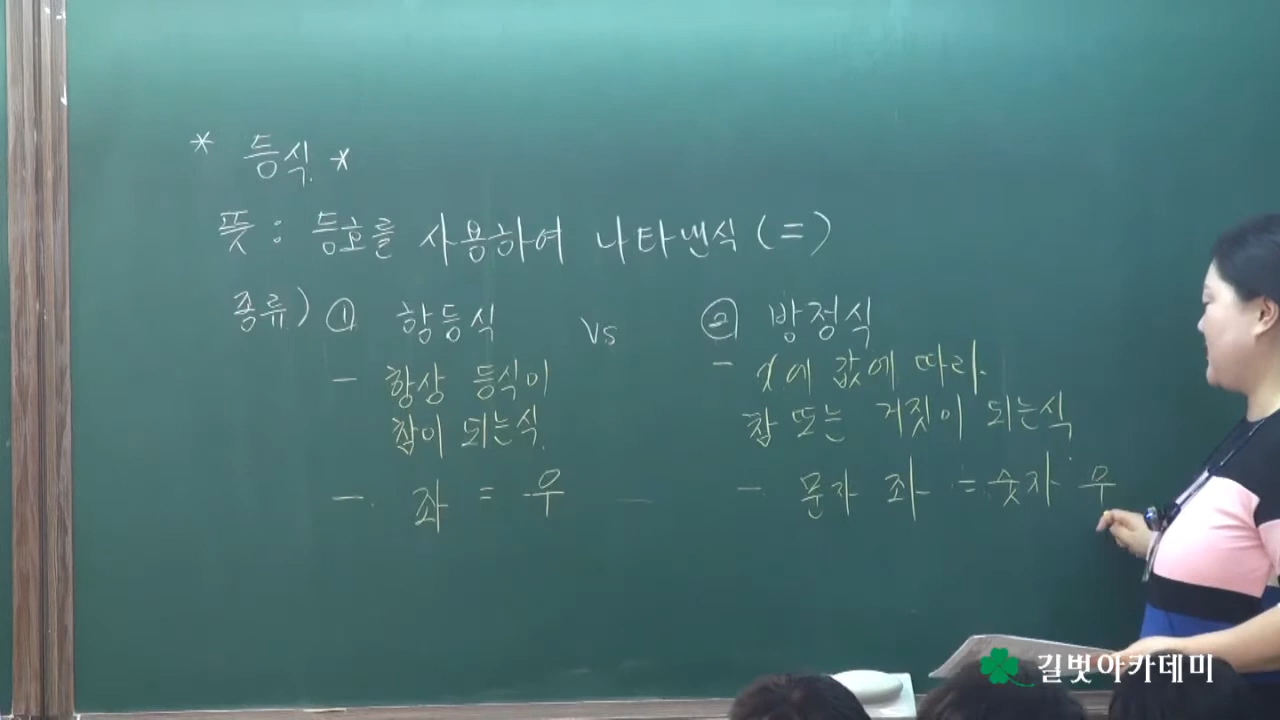 * 등식 *
뜻 : 등호를 사용하여 나타낸식 (=)
종류) ① 항등식 vs ② 방정식
- 항상 등식이
참이 되는식.
- 좌 = 우
- x에 값에 따라.
참 또는 거짓이 되는식
- 문자 좌 = 숫자 우
길벗아카데미